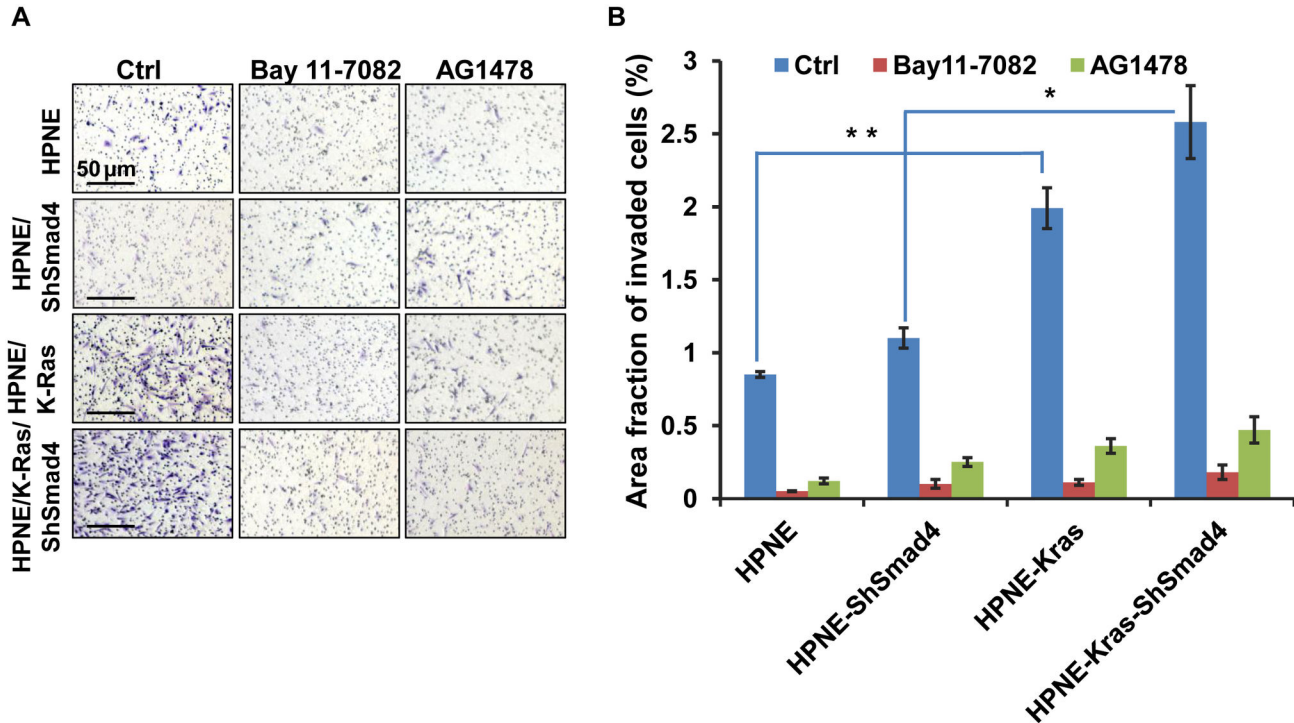 A
Ctrl
Bay 11-7082
AG1478
HPNE
50 μm
HPNE/
ShSmad4
HPNE/
K-Ras
HPNE/K-Ras/
ShSmad4
B
Ctrl
Bay11-7082
AG1478
Area fraction of invaded cells (%)
3
2.5
2
1.5
1
0.5
0
* *
*
HPNE
HPNE-ShSmad4
HPNE-Kras
HPNE-Kras-ShSmad4